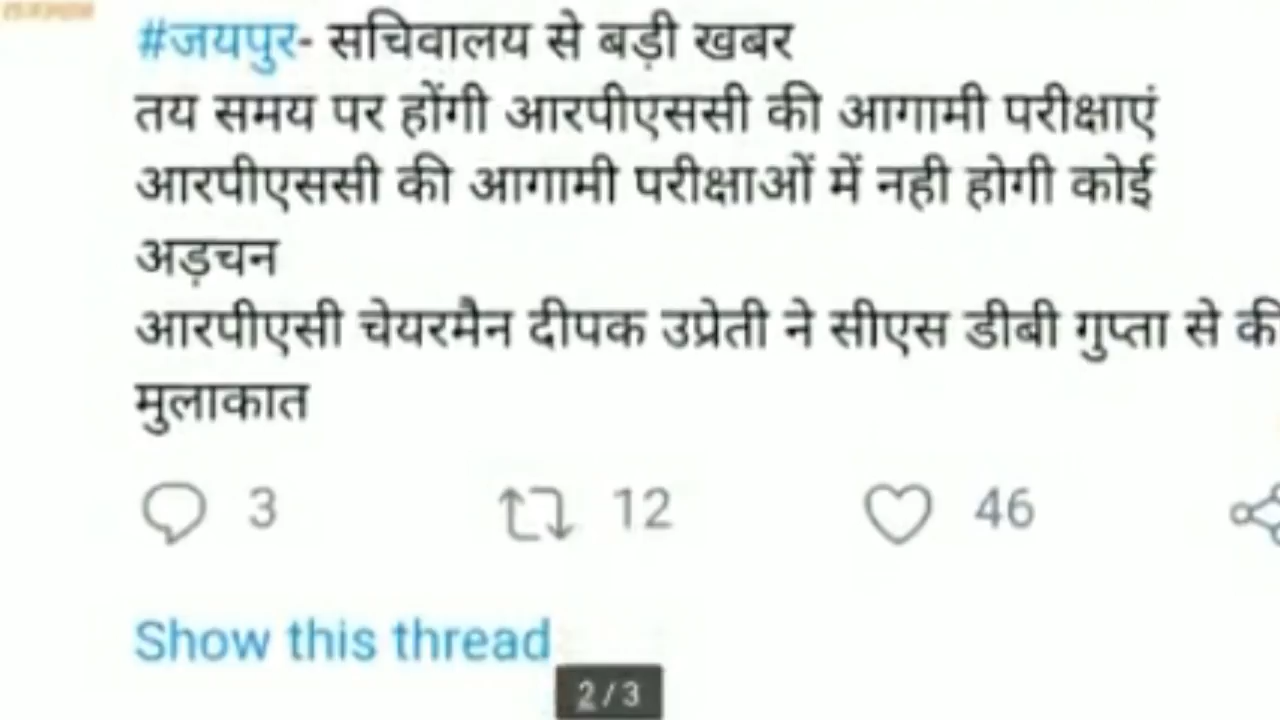 #जयपुर- सचिवालय से बड़ी खबर
तय समय पर होंगी आरपीएससी की आगामी परीक्षाएं
आरपीएससी की आगामी परीक्षाओं में नही होगी कोई
अड़चन
आरपीएसी चेयरमैन दीपक उप्रेती ने सीएस डीबी गुप्ता से की
मुलाकात
3 12 46
Show this thread
2/3